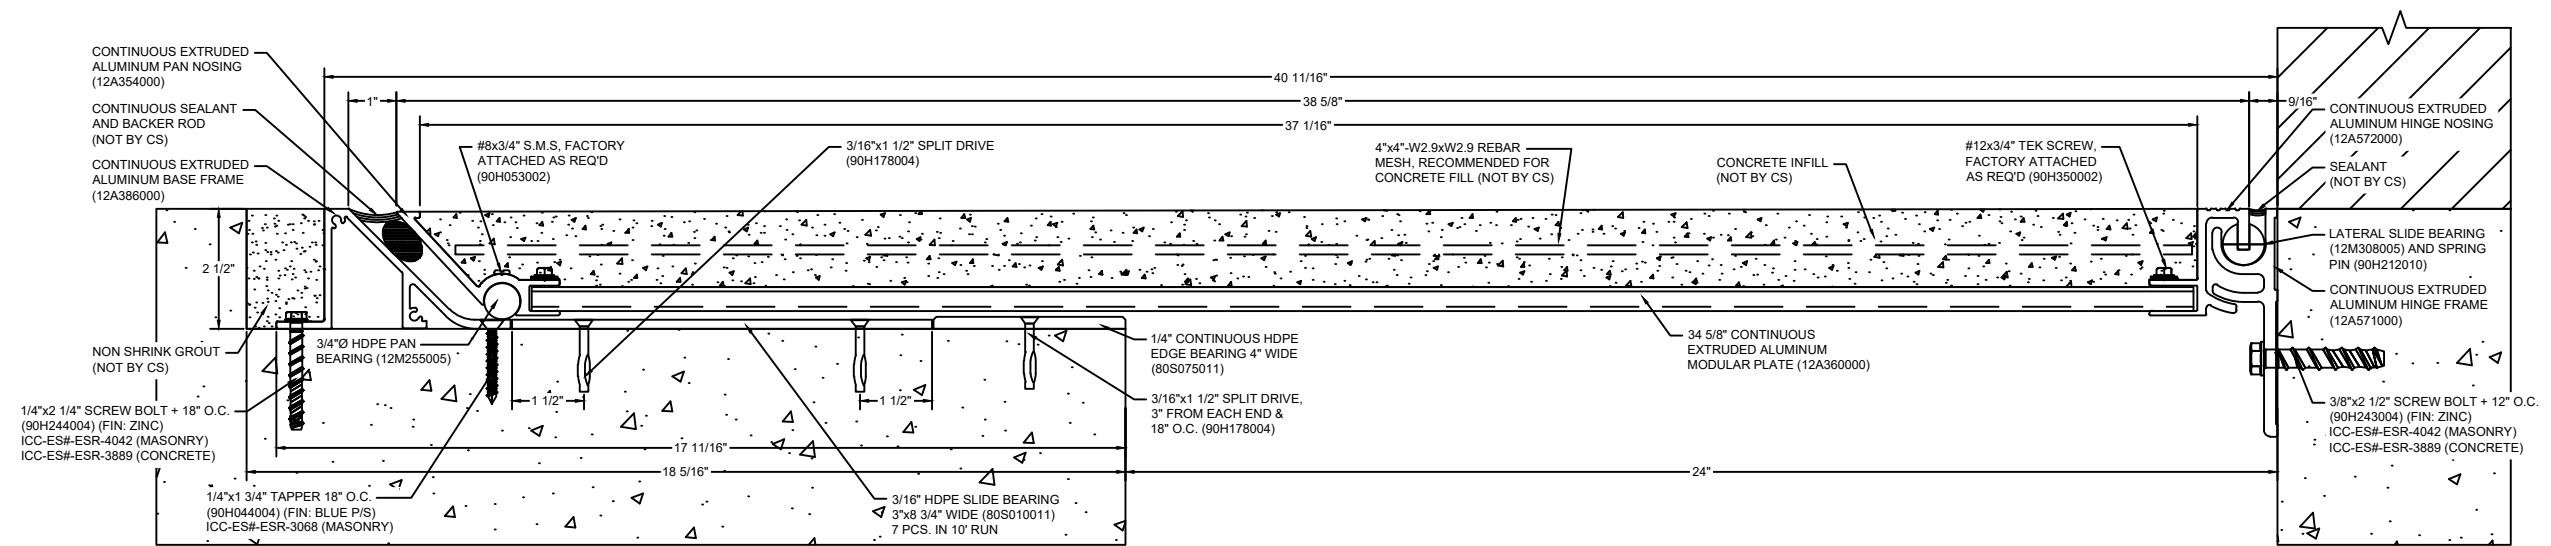 CONTINUOUS EXTRUDED
ALUMINUM PAN NOSING
(12A354000)
CONTINUOUS SEALANT
AND BACKER ROD
(NOT BY CS)
CONTINUOUS EXTRUDED
ALUMINUM BASE FRAME
(12A386000)
40 11/16"
1"
38 5/8"
9/16"
37 1/16"
#8x3/4" S.M.S, FACTORY
ATTACHED AS REQ'D
(90H053002)
3/16"x1 1/2" SPLIT DRIVE
(90H178004)
4"x4"-W2.9xW2.9 REBAR
MESH, RECOMMENDED FOR
CONCRETE FILL (NOT BY CS)
CONCRETE INFILL
(NOT BY CS)
#12x3/4" TEK SCREW,
FACTORY ATTACHED
AS REQ'D (90H350002)
CONTINUOUS EXTRUDED
ALUMINUM HINGE NOSING
(12A572000)
SEALANT
(NOT BY CS)
LATERAL SLIDE BEARING
(12M308005) AND SPRING
PIN (90H212010)
CONTINUOUS EXTRUDED
ALUMINUM HINGE FRAME
(12A571000)
2 1/2"
NON SHRINK GROUT
(NOT BY CS)
3/4"Ø HDPE PAN
BEARING (12M255005)
1/4" CONTINUOUS HDPE
EDGE BEARING 4" WIDE
(80S075011)
34 5/8" CONTINUOUS
EXTRUDED ALUMINUM
MODULAR PLATE (12A360000)
1 1/2"
1 1/2"
3/16"x1 1/2" SPLIT DRIVE,
3" FROM EACH END &
18" O.C. (90H178004)
1/4"x2 1/4" SCREW BOLT + 18" O.C.
(90H244004) (FIN: ZINC)
ICC-ES#-ESR-4042 (MASONRY)
ICC-ES#-ESR-3889 (CONCRETE)
3/8"x2 1/2" SCREW BOLT + 12" O.C.
(90H243004) (FIN: ZINC)
ICC-ES#-ESR-4042 (MASONRY)
ICC-ES#-ESR-3889 (CONCRETE)
17 11/16"
18 5/16"
24"
1/4"x1 3/4" TAPPER 18" O.C.
(90H044004) (FIN: BLUE P/S)
ICC-ES#-ESR-3068 (MASONRY)
3/16" HDPE SLIDE BEARING
3"x8 3/4" WIDE (80S010011)
7 PCS. IN 10' RUN